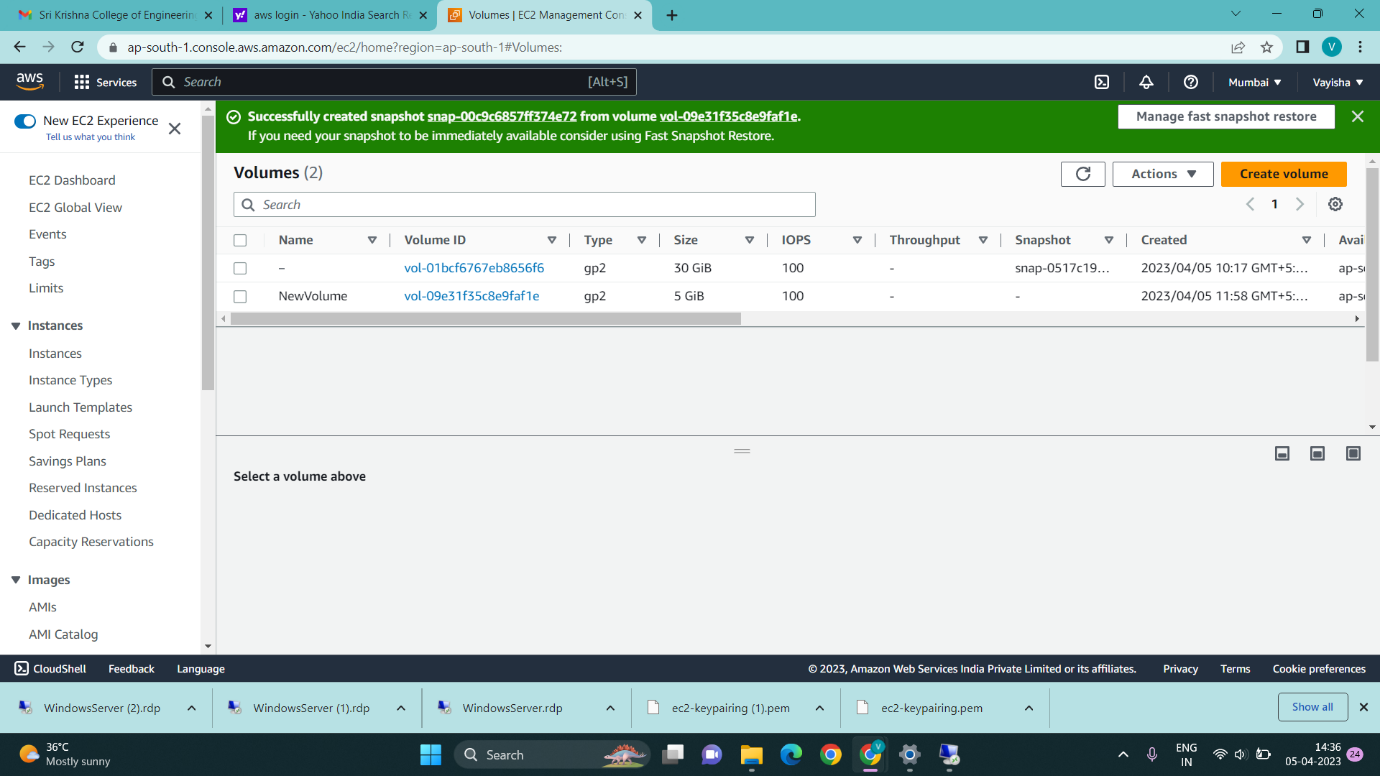 Sri Krishna College of Engineerin
aws login - Yahoo India Search Re
Volumes | EC2 Management Con
ap-south-1.console.aws.amazon.com/ec2/home?region=ap-south-1#Volumes:
V
aws
Services
Search
[Alt+S]
Mumbai
Vayisha
New EC2 Experience
Tell us what you think
EC2 Dashboard
EC2 Global View
Events
Tags
Limits
Instances
Instances
Instance Types
Launch Templates
Spot Requests
Savings Plans
Reserved Instances
Dedicated Hosts
Capacity Reservations
Images
AMIs
AMI Catalog
Successfully created snapshot snap-00c9c6857ff374e72 from volume vol-09e31f35c8e9faf1e.
If you need your snapshot to be immediately available consider using Fast Snapshot Restore.
Manage fast snapshot restore
Volumes (2)
Actions
Create volume
Search
1
Name Volume ID Type Size IOPS Throughput Snapshot Created Avai
– vol-01bcf6767eb8656f6 gp2 30 GiB 100 - snap-0517c19... 2023/04/05 10:17 GMT+5:... ap-s
NewVolume vol-09e31f35c8e9faf1e gp2 5 GiB 100 - - 2023/04/05 11:58 GMT+5:... ap-s
Select a volume above
CloudShell
Feedback
Language
© 2023, Amazon Web Services India Private Limited or its affiliates.
Privacy
Terms
Cookie preferences
WindowsServer (2).rdp
WindowsServer (1).rdp
WindowsServer.rdp
ec2-keypairing (1).pem
ec2-keypairing.pem
Show all
36°C
Mostly sunny
Search
V
ENG
IN
14:36
05-04-2023
24